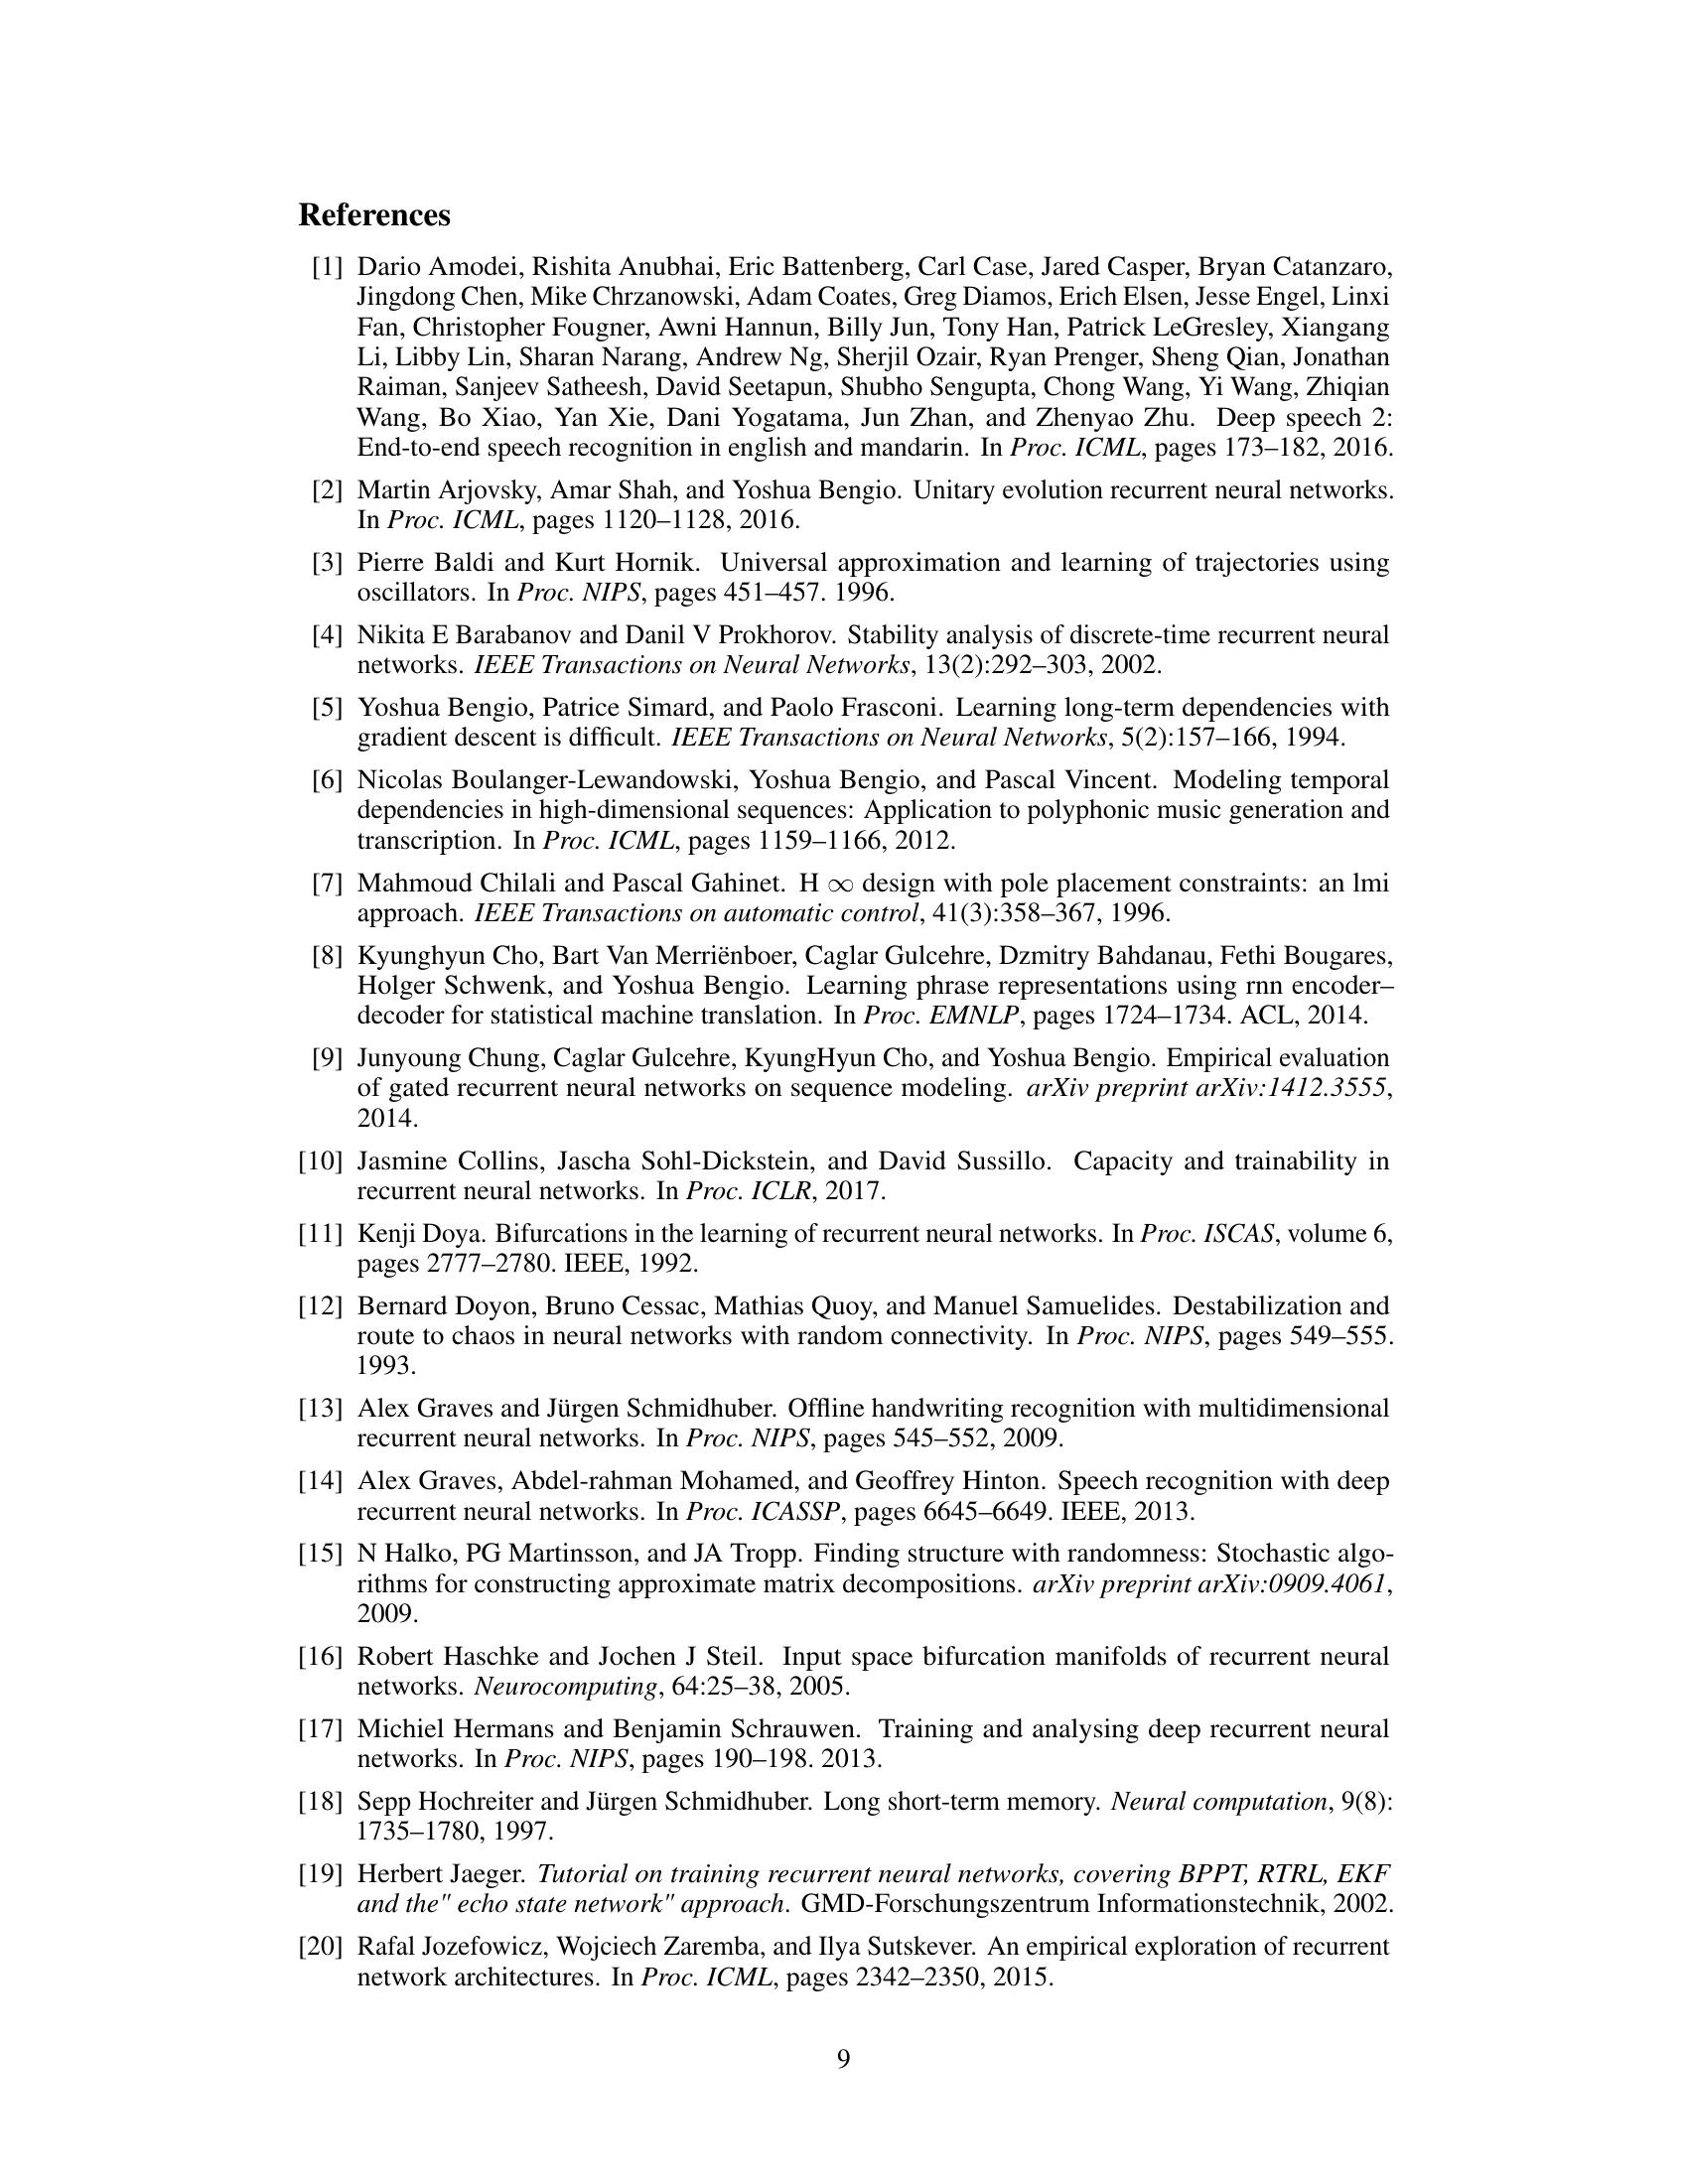 References
[1] Dario Amodei, Rishita Anubhai, Eric Battenberg, Carl Case, Jared Casper, Bryan Catanzaro,
Jingdong Chen, Mike Chrzanowski, Adam Coates, Greg Diamos, Erich Elsen, Jesse Engel, Linxi
Fan, Christopher Fougner, Awni Hannun, Billy Jun, Tony Han, Patrick LeGresley, Xiangang
Li, Libby Lin, Sharan Narang, Andrew Ng, Sherjil Ozair, Ryan Prenger, Sheng Qian, Jonathan
Raiman, Sanjeev Satheesh, David Seetapun, Shubho Sengupta, Chong Wang, Yi Wang, Zhiqian
Wang, Bo Xiao, Yan Xie, Dani Yogatama, Jun Zhan, and Zhenyao Zhu. Deep speech 2:
End-to-end speech recognition in english and mandarin. In Proc. ICML, pages 173–182, 2016.
[2] Martin Arjovsky, Amar Shah, and Yoshua Bengio. Unitary evolution recurrent neural networks.
In Proc. ICML, pages 1120–1128, 2016.
[3] Pierre Baldi and Kurt Hornik. Universal approximation and learning of trajectories using
oscillators. In Proc. NIPS, pages 451–457. 1996.
[4] Nikita E Barabanov and Danil V Prokhorov. Stability analysis of discrete-time recurrent neural
networks. IEEE Transactions on Neural Networks, 13(2):292–303, 2002.
[5] Yoshua Bengio, Patrice Simard, and Paolo Frasconi. Learning long-term dependencies with
gradient descent is difficult. IEEE Transactions on Neural Networks, 5(2):157–166, 1994.
[6] Nicolas Boulanger-Lewandowski, Yoshua Bengio, and Pascal Vincent. Modeling temporal
dependencies in high-dimensional sequences: Application to polyphonic music generation and
transcription. In Proc. ICML, pages 1159–1166, 2012.
[7] Mahmoud Chilali and Pascal Gahinet. H ∞ design with pole placement constraints: an lmi
approach. IEEE Transactions on automatic control, 41(3):358–367, 1996.
[8] Kyunghyun Cho, Bart Van Merriënboer, Caglar Gulcehre, Dzmitry Bahdanau, Fethi Bougares,
Holger Schwenk, and Yoshua Bengio. Learning phrase representations using rnn encoder–
decoder for statistical machine translation. In Proc. EMNLP, pages 1724–1734. ACL, 2014.
[9] Junyoung Chung, Caglar Gulcehre, KyungHyun Cho, and Yoshua Bengio. Empirical evaluation
of gated recurrent neural networks on sequence modeling. arXiv preprint arXiv:1412.3555,
2014.
[10] Jasmine Collins, Jascha Sohl-Dickstein, and David Sussillo. Capacity and trainability in
recurrent neural networks. In Proc. ICLR, 2017.
[11] Kenji Doya. Bifurcations in the learning of recurrent neural networks. In Proc. ISCAS, volume 6,
pages 2777–2780. IEEE, 1992.
[12] Bernard Doyon, Bruno Cessac, Mathias Quoy, and Manuel Samuelides. Destabilization and
route to chaos in neural networks with random connectivity. In Proc. NIPS, pages 549–555.
1993.
[13] Alex Graves and Jürgen Schmidhuber. Offline handwriting recognition with multidimensional
recurrent neural networks. In Proc. NIPS, pages 545–552, 2009.
[14] Alex Graves, Abdel-rahman Mohamed, and Geoffrey Hinton. Speech recognition with deep
recurrent neural networks. In Proc. ICASSP, pages 6645–6649. IEEE, 2013.
[15] N Halko, PG Martinsson, and JA Tropp. Finding structure with randomness: Stochastic algo-
rithms for constructing approximate matrix decompositions. arXiv preprint arXiv:0909.4061,
2009.
[16] Robert Haschke and Jochen J Steil. Input space bifurcation manifolds of recurrent neural
networks. Neurocomputing, 64:25–38, 2005.
[17] Michiel Hermans and Benjamin Schrauwen. Training and analysing deep recurrent neural
networks. In Proc. NIPS, pages 190–198. 2013.
[18] Sepp Hochreiter and Jürgen Schmidhuber. Long short-term memory. Neural computation, 9(8):
1735–1780, 1997.
[19] Herbert Jaeger. Tutorial on training recurrent neural networks, covering BPPT, RTRL, EKF
and the" echo state network" approach. GMD-Forschungszentrum Informationstechnik, 2002.
[20] Rafal Jozefowicz, Wojciech Zaremba, and Ilya Sutskever. An empirical exploration of recurrent
network architectures. In Proc. ICML, pages 2342–2350, 2015.
9